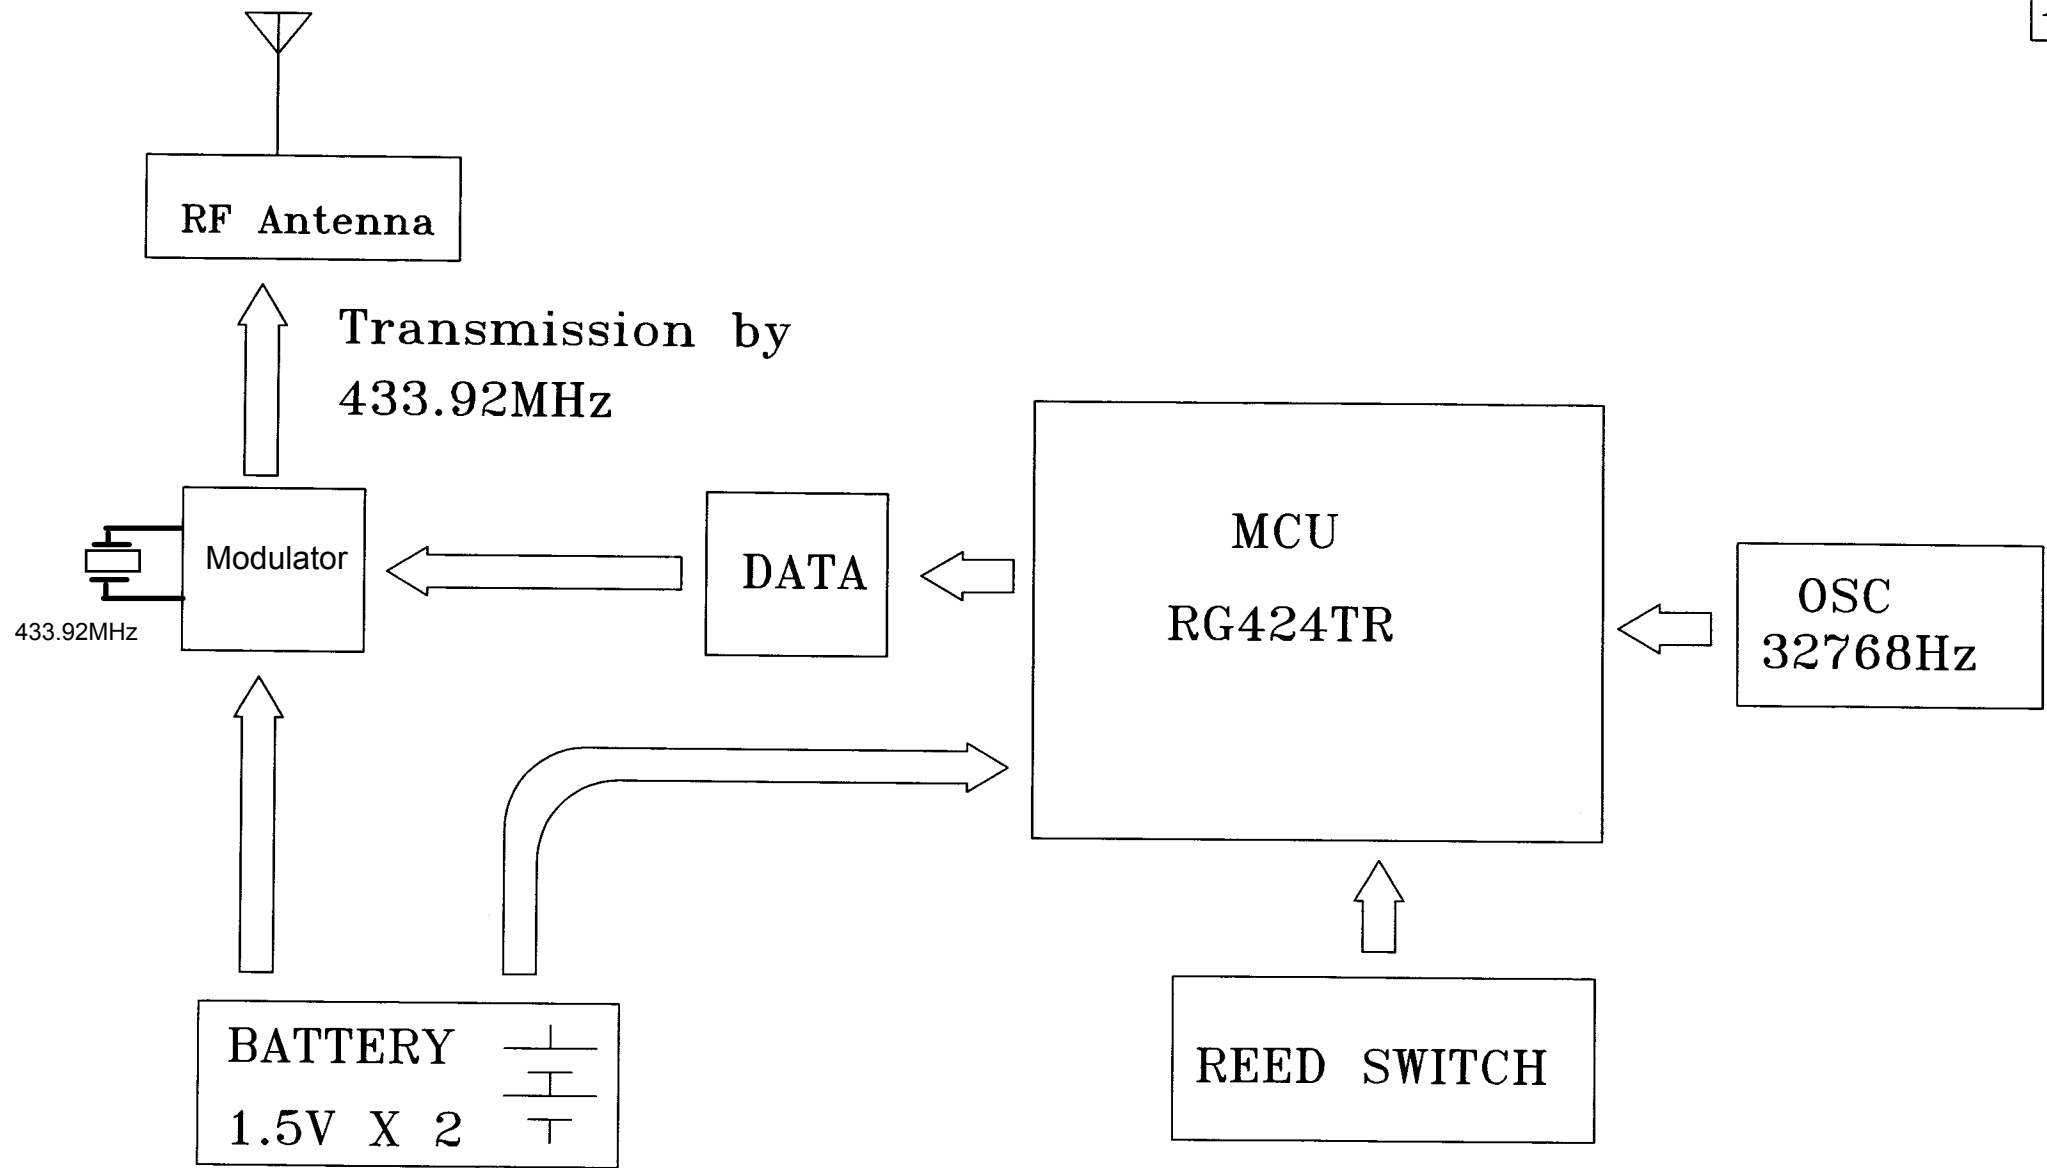 RF Antenna
Transmission by
433.92MHz
Modulator
433.92MHz
DATA
MCU
RG424TR
OSC
32768Hz
BATTERY
1.5V X 2
REED SWITCH